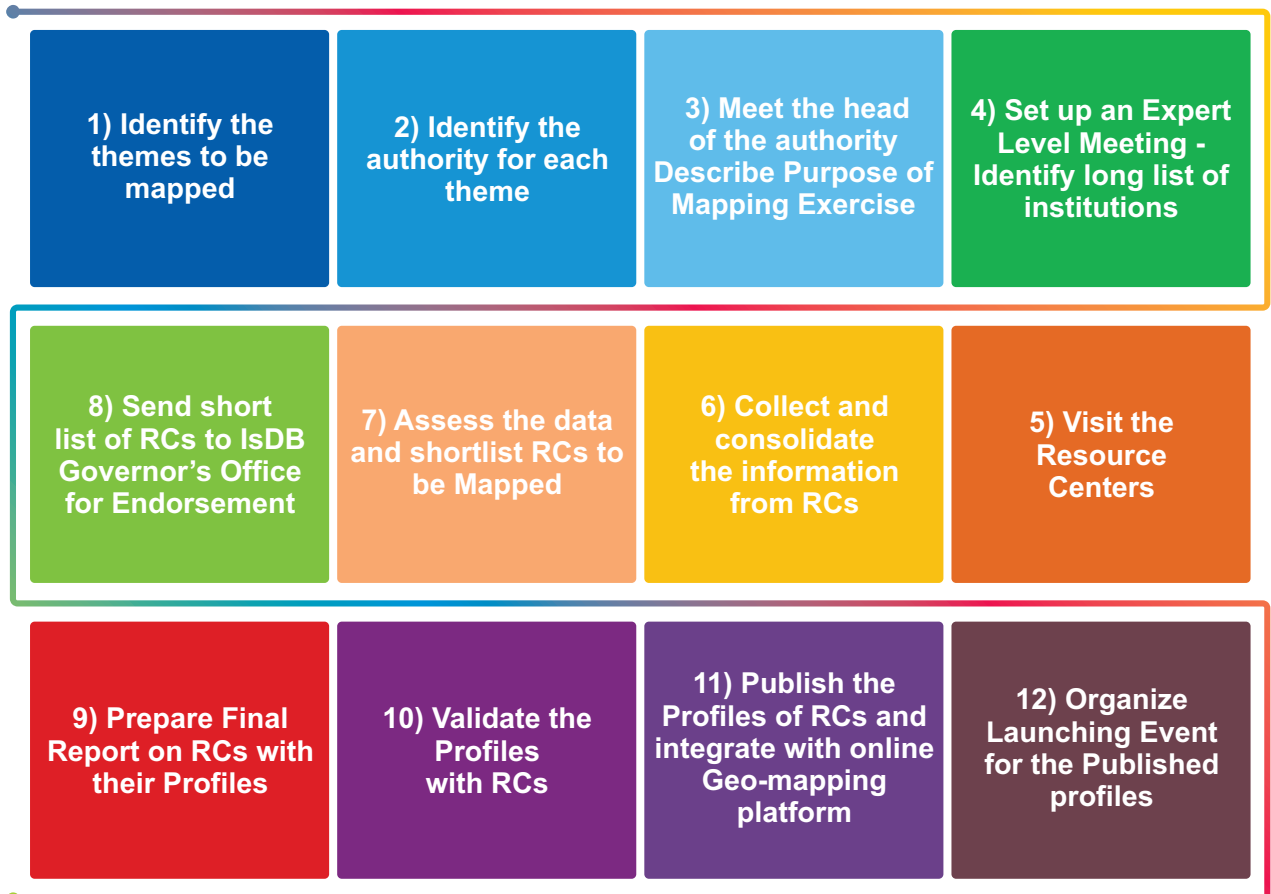 1) Identify the
themes to be
mapped
2) Identify the
authority for each
theme
3) Meet the head
of the authority
Describe Purpose of
Mapping Exercise
4) Set up an Expert
Level Meeting -
Identify long list of
institutions
5) Visit the
Resource
Centers
6) Collect and
consolidate
the information
from RCs
7) Assess the data
and shortlist RCs to
be Mapped
8) Send short
list of RCs to IsDB
Governor’s Office
for Endorsement
9) Prepare Final
Report on RCs with
their Profiles
10) Validate the
Profiles
with RCs
11) Publish the
Profiles of RCs and
integrate with online
Geo-mapping
platform
12) Organize
Launching Event
for the Published
profiles